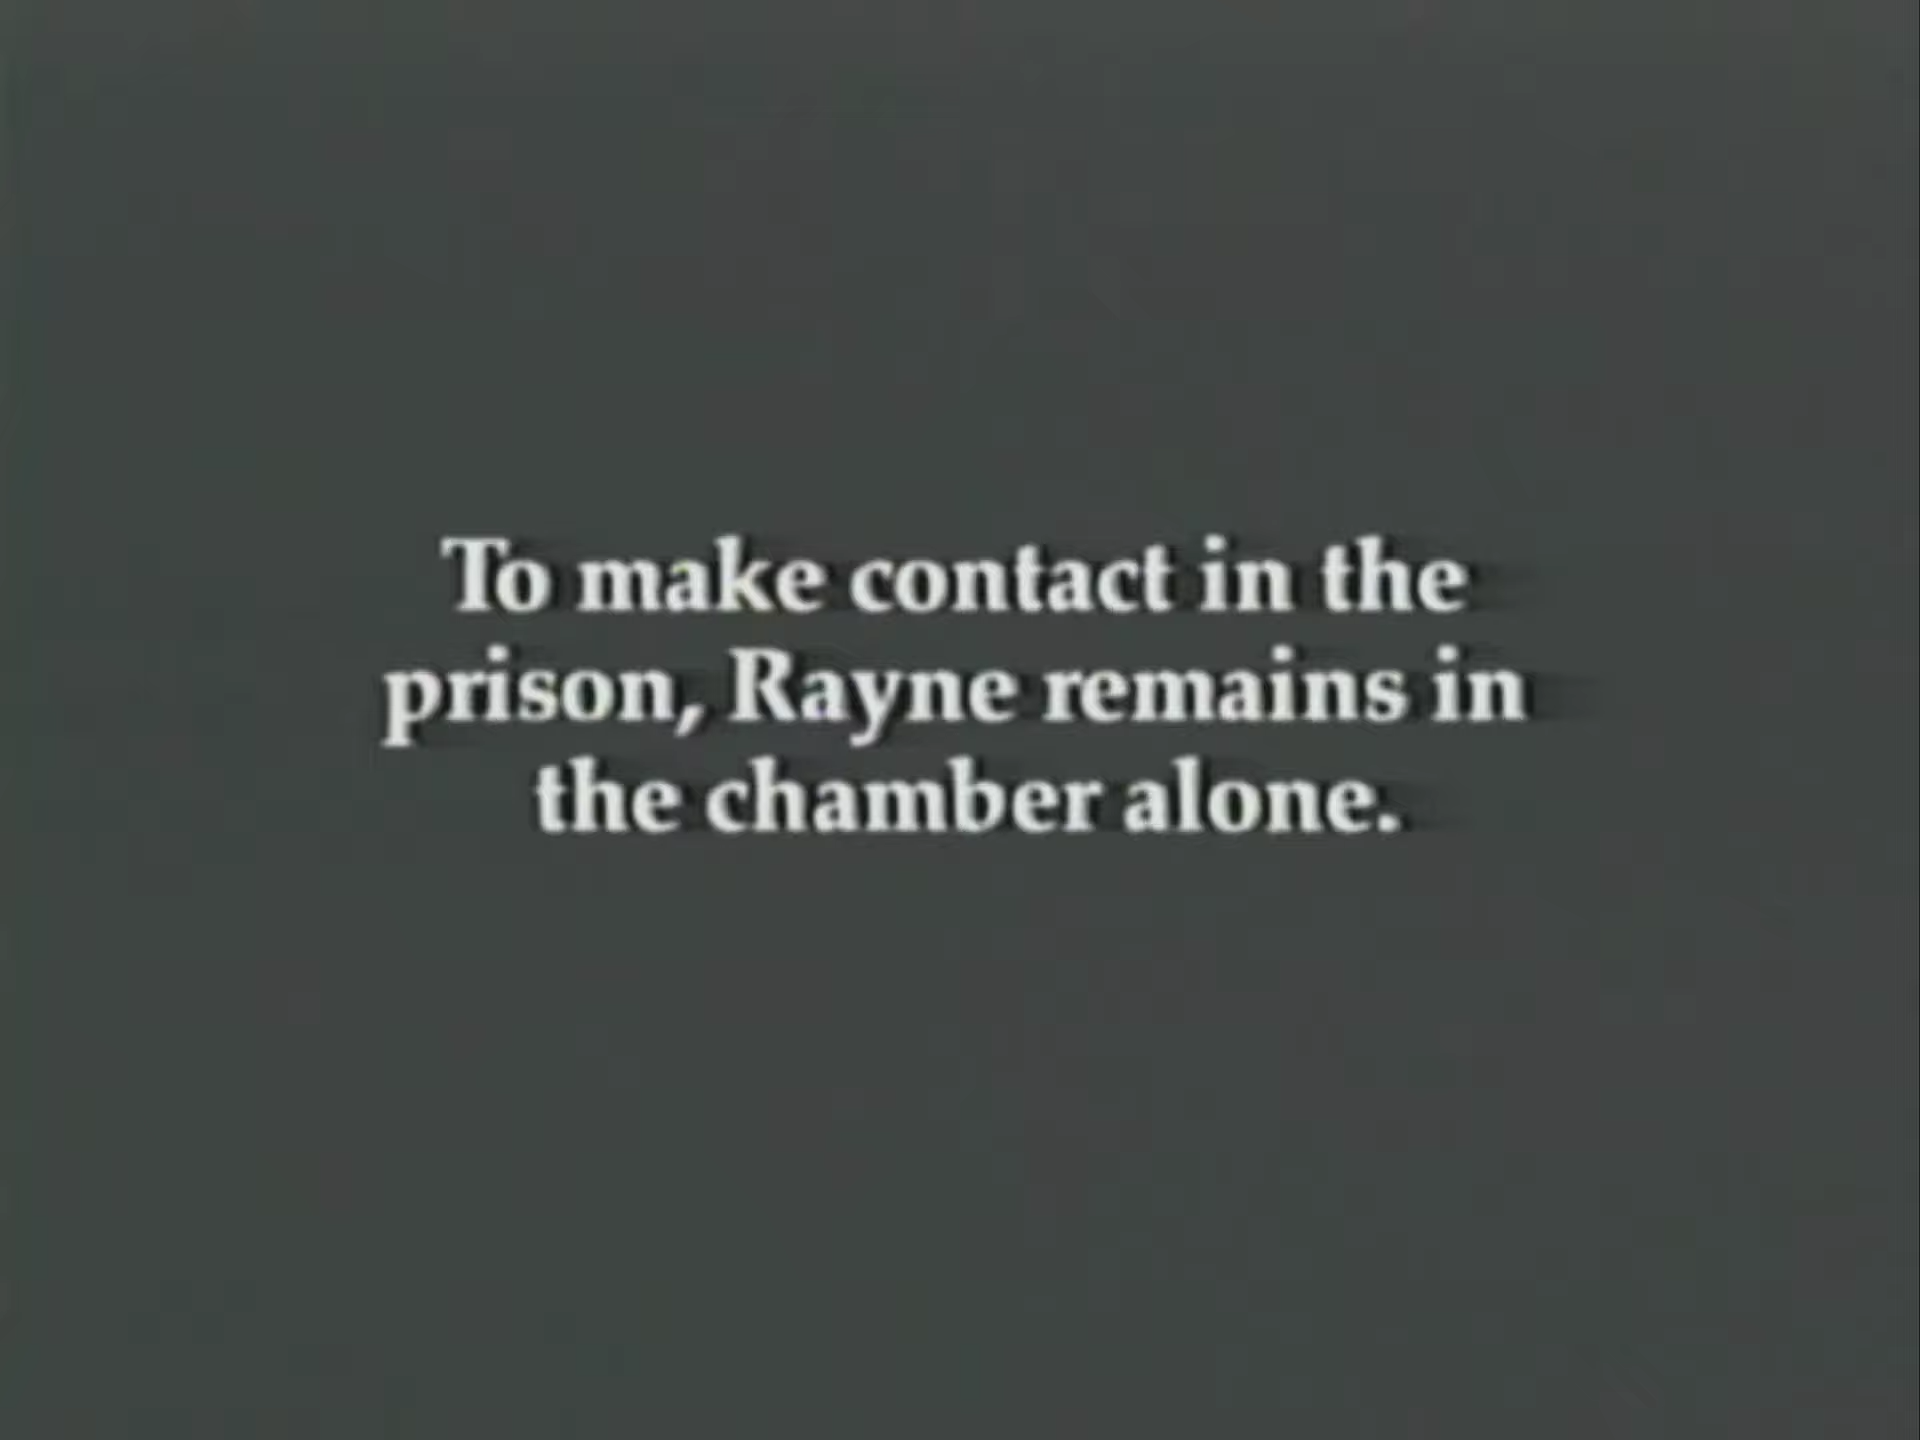 To make contact in the
prison, Rayne remains in
the chamber alone.